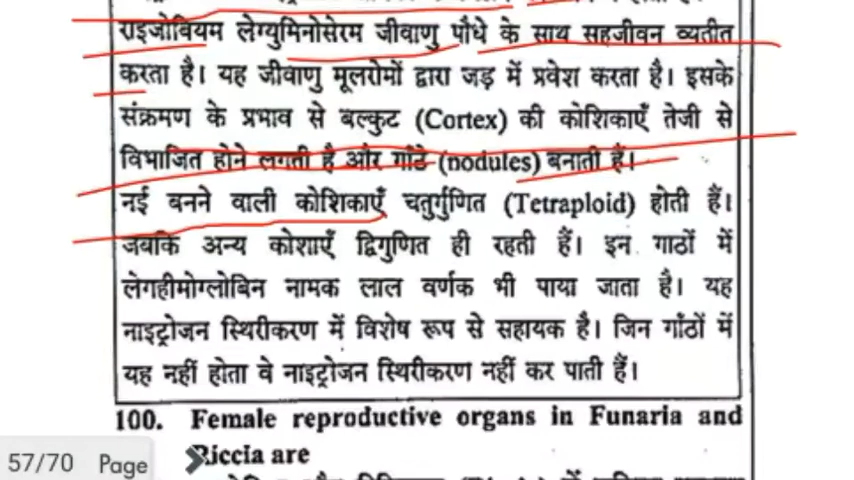 राइजोवियम लेग्युमिनोसेरम जीवाणु पौधे के साथ सहजीवन व्यतीत
करता है। यह जीवाणु मूलरोमों द्वारा जड़ में प्रवेश करता है। इसके
संक्रमण के प्रभाव से बल्कुट (Cortex) की कोशिकाएँ तेजी से
विभाजित होने लगती है और गाँठे (nodules) बनाती है।
नई बनने वाली कोशिकाएँ चतुर्गुणित (Tetraploid) होती हैं।
जबकि अन्य कोशाएँ द्विगुणित ही रहती हैं। इन गाठों में
लेगहीमोग्लोबिन नामक लाल वर्णक भी पाया जाता है। यह
नाइट्रोजन स्थिरीकरण में विशेष रूप से सहायक है। जिन गाँठों में
यह नहीं होता वे नाइट्रोजन स्थिरीकरण नहीं कर पाती हैं।
100. Female reproductive organs in Funaria and
Riccia are
57/70 Page